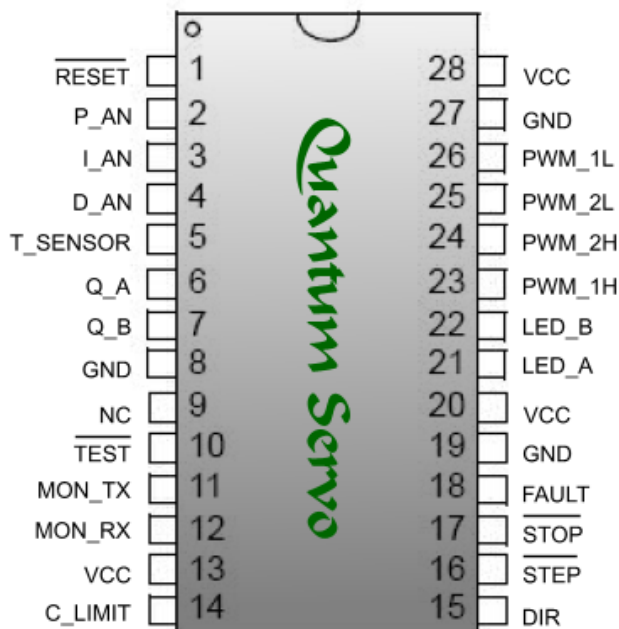 RESET 1 28 VCC
P_AN 2 27 GND
I_AN 3 26 PWM_1L
D_AN 4 25 PWM_2L
T_SENSOR 5 24 PWM_2H
Q_A 6 23 PWM_1H
Q_B 7 22 LED_B
GND 8 21 LED_A
NC 9 20 VCC
TEST 10 19 GND
MON_TX 11 18 FAULT
MON_RX 12 17 STOP
VCC 13 16 STEP
C_LIMIT 14 15 DIR
Quantum Servo